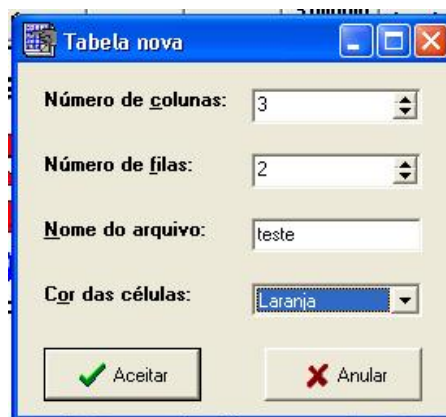 Tabela nova
Número de colunas: 3
Número de filas: 2
Nome do arquivo: teste
Cor das células: Laranja
Aceitar Anular